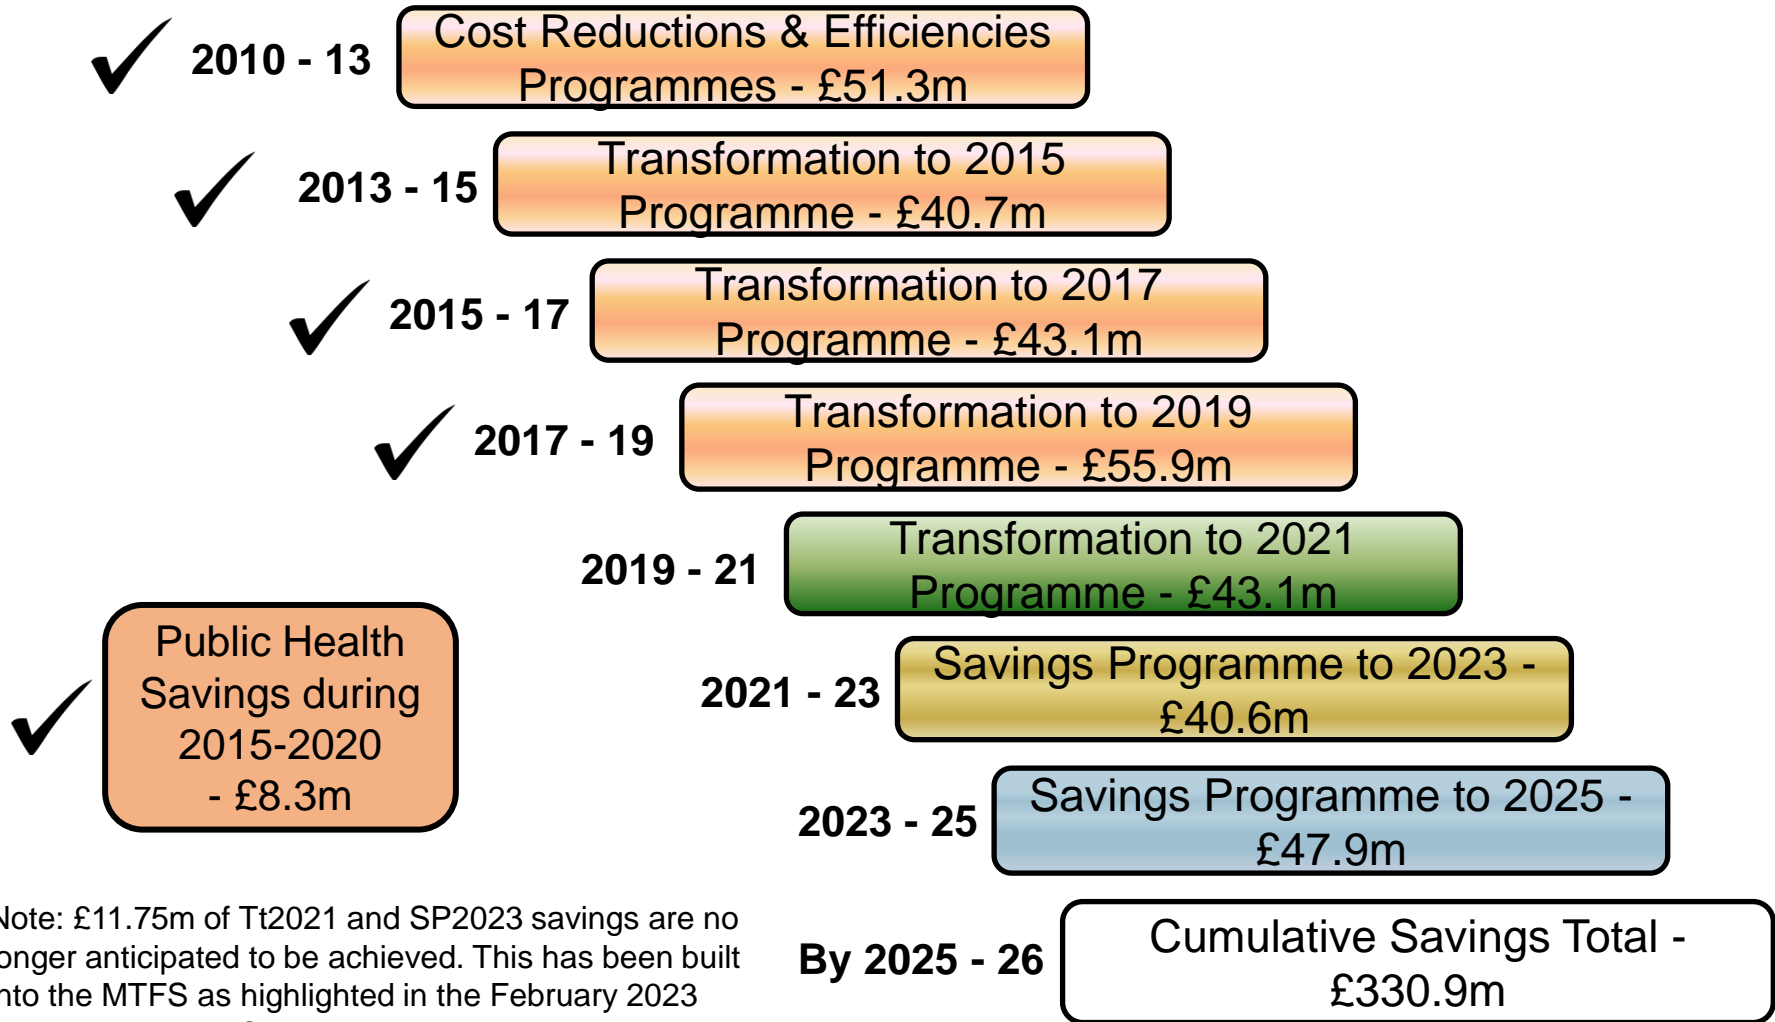 2010 - 13
Cost Reductions & Efficiencies
Programmes - £51.3m
2013 - 15
Transformation to 2015
Programme - £40.7m
2015 - 17
Transformation to 2017
Programme - £43.1m
2017 - 19
Transformation to 2019
Programme - £55.9m
2019 - 21
Transformation to 2021
Programme - £43.1m
Public Health
Savings during
2015-2020
- £8.3m
2021 - 23
Savings Programme to 2023 -
£40.6m
2023 - 25
Savings Programme to 2025 -
£47.9m
Note: £11.75m of Tt2021 and SP2023 savings are no
onger anticipated to be achieved. This has been built
nto the MTFS as highlighted in the February 2023
By 2025 - 26
Cumulative Savings Total -
£330.9m